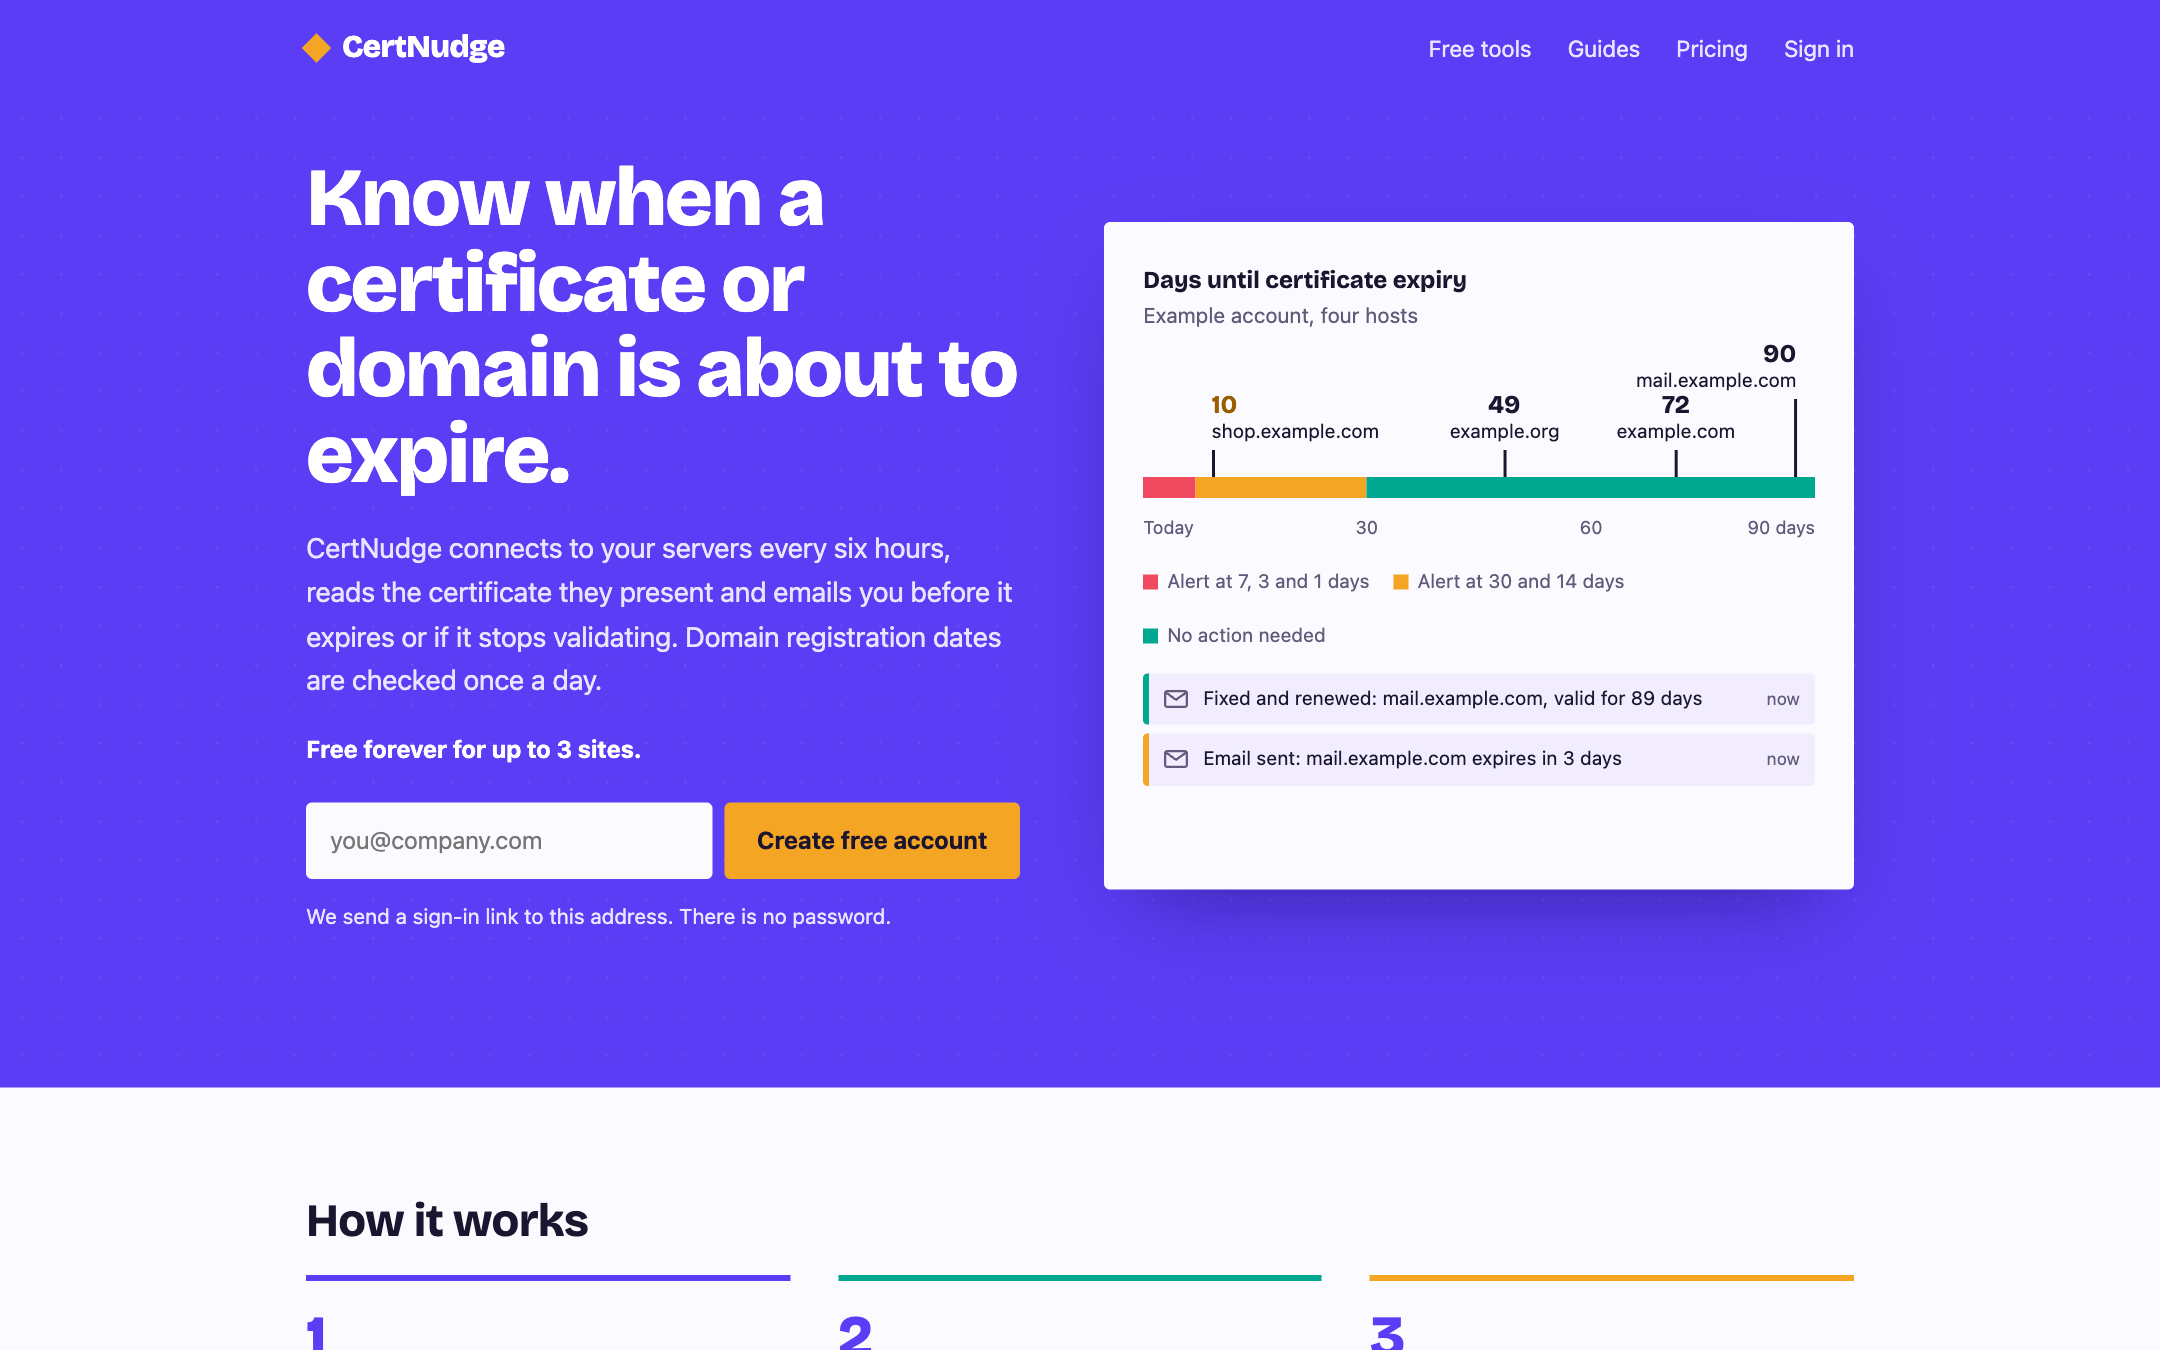 CertNudge
Free tools
Guides
Pricing
Sign in
Know when a
certificate or
domain is about to
expire.
CertNudge connects to your servers every six hours,
reads the certificate they present and emails you before it
expires or if it stops validating. Domain registration dates
are checked once a day.
Free forever for up to 3 sites.
you@company.com
Create free account
We send a sign-in link to this address. There is no password.
Days until certificate expiry
Example account, four hosts
90
mail.example.com
10
shop.example.com
49
example.org
72
example.com
Today
30
60
90 days
Alert at 7, 3 and 1 days
Alert at 30 and 14 days
No action needed
Fixed and renewed: mail.example.com, valid for 89 days
now
Email sent: mail.example.com expires in 3 days
now
How it works
1
2
3